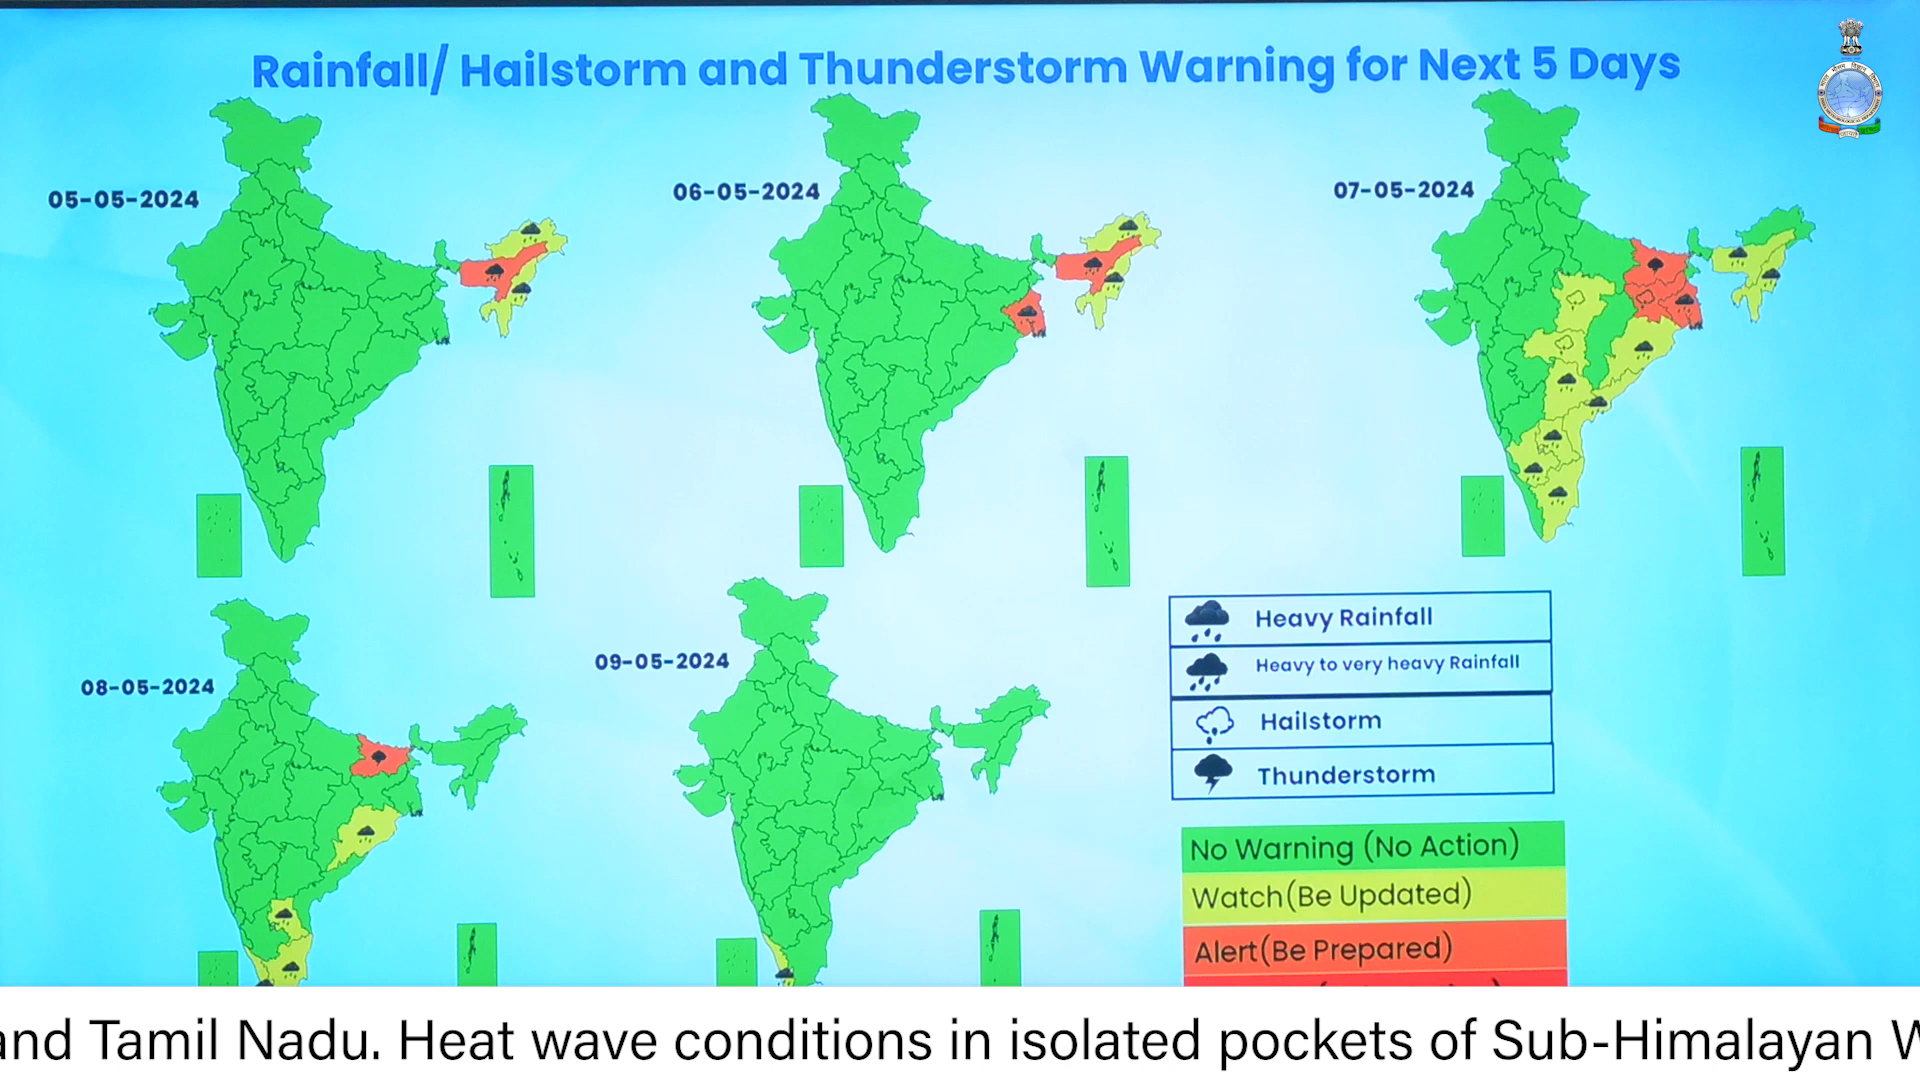 Rainfall/ Hailstorm and Thunderstorm Warning for Next 5 Days
05-05-2024
06-05-2024
07-05-2024
08-05-2024
09-05-2024
Heavy Rainfall
Heavy to very heavy Rainfall
Hailstorm
Thunderstorm
No Warning (No Action)
Watch(Be Updated)
Alert(Be Prepared)
and Tamil Nadu. Heat wave conditions in isolated pockets of Sub-Himalayan W